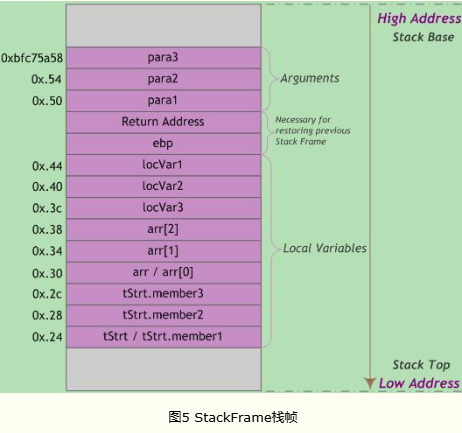 High Address
Stack Base
0xbfc75a58 para3
0x.54 para2
Arguments
0x.50 para1
Return Address
Necessary for
restoring previous
Stack Frame
ebp
0x.44 locVar1
0x.40 locVar2
0x.3c locVar3
0x.38 arr[2]
0x.34 arr[1]
Local Variables
0x.30 arr / arr[0]
0x.2c tStrt.member3
0x.28 tStrt.member2
0x.24 tStrt / tStrt.member1
Stack Top
Low Address
图5 StackFrame栈帧